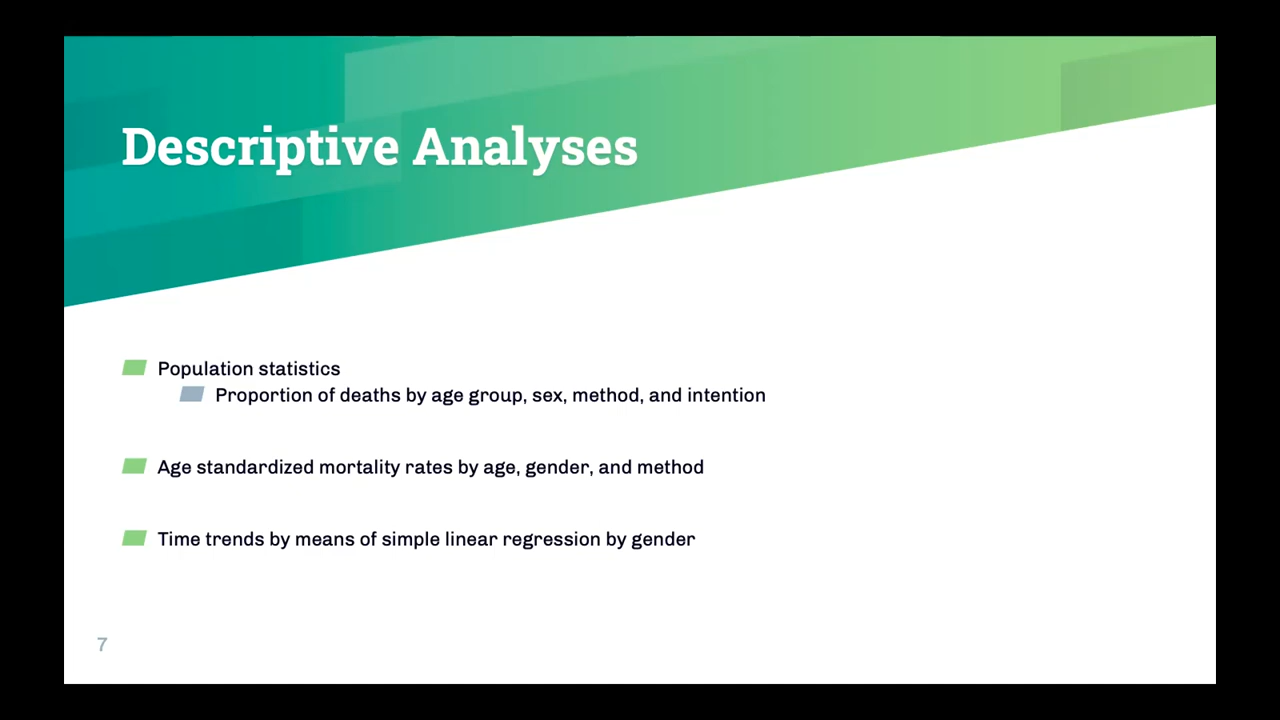 Descriptive Analyses
Population statistics
Proportion of deaths by age group, sex, method, and intention
Age standardized mortality rates by age, gender, and method
Time trends by means of simple linear regression by gender
7